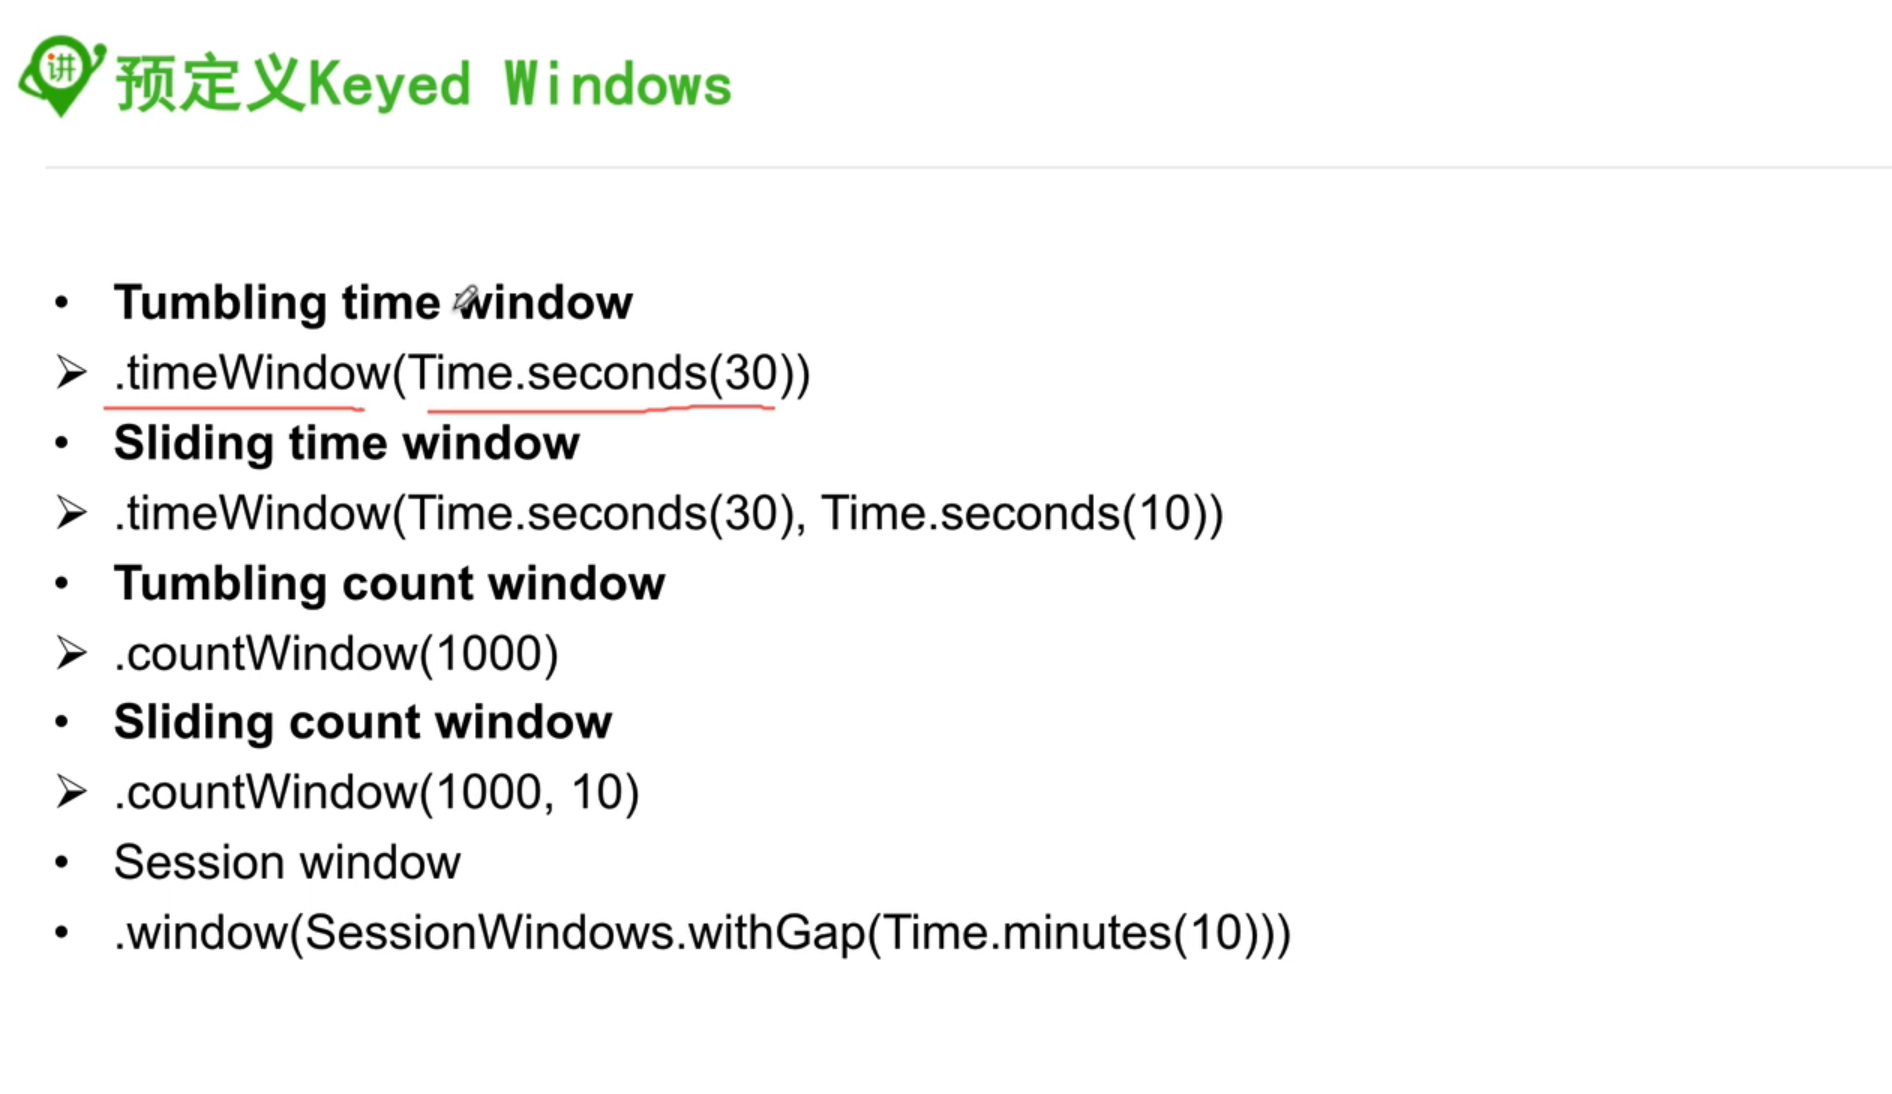 讲
预定义Keyed Windows
• Tumbling time window
➢ .timeWindow(Time.seconds(30))
• Sliding time window
➢ .timeWindow(Time.seconds(30), Time.seconds(10))
• Tumbling count window
➢ .countWindow(1000)
• Sliding count window
➢ .countWindow(1000, 10)
• Session window
• .window(SessionWindows.withGap(Time.minutes(10)))